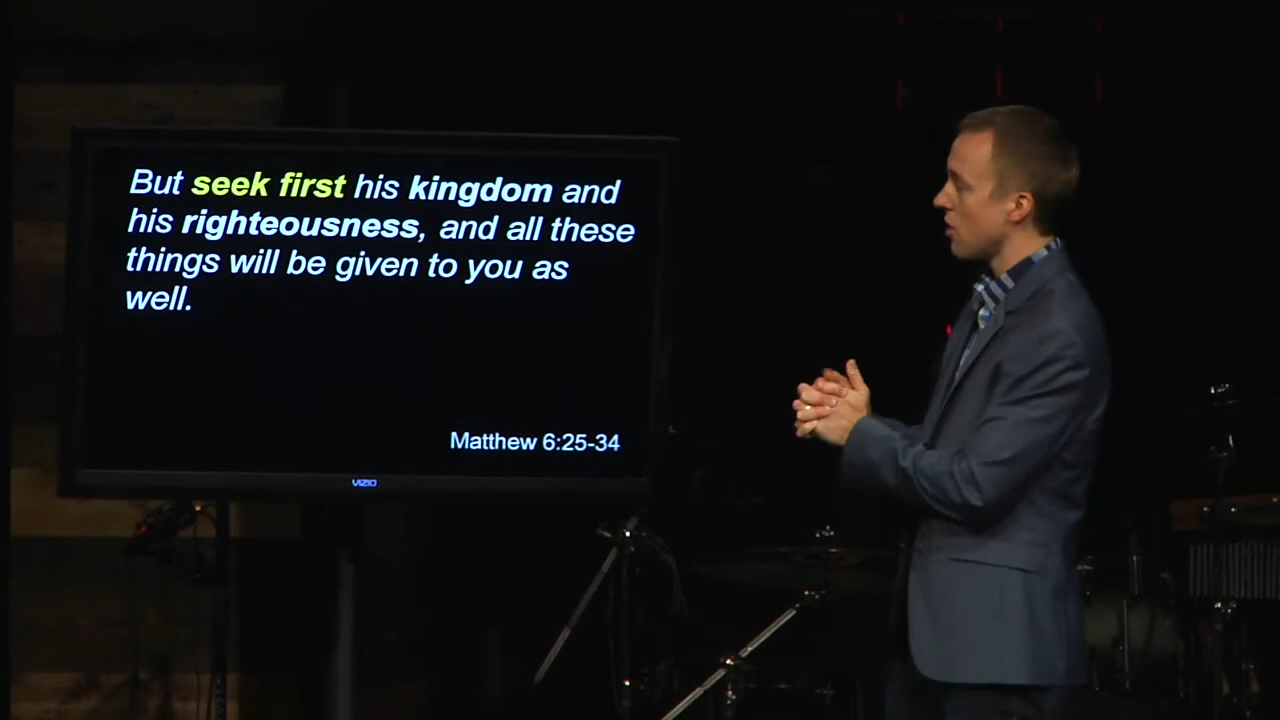 But seek first his kingdom and
his righteousness, and all these
things will be given to you as
well.
Matthew 6:25-34
VIZIO